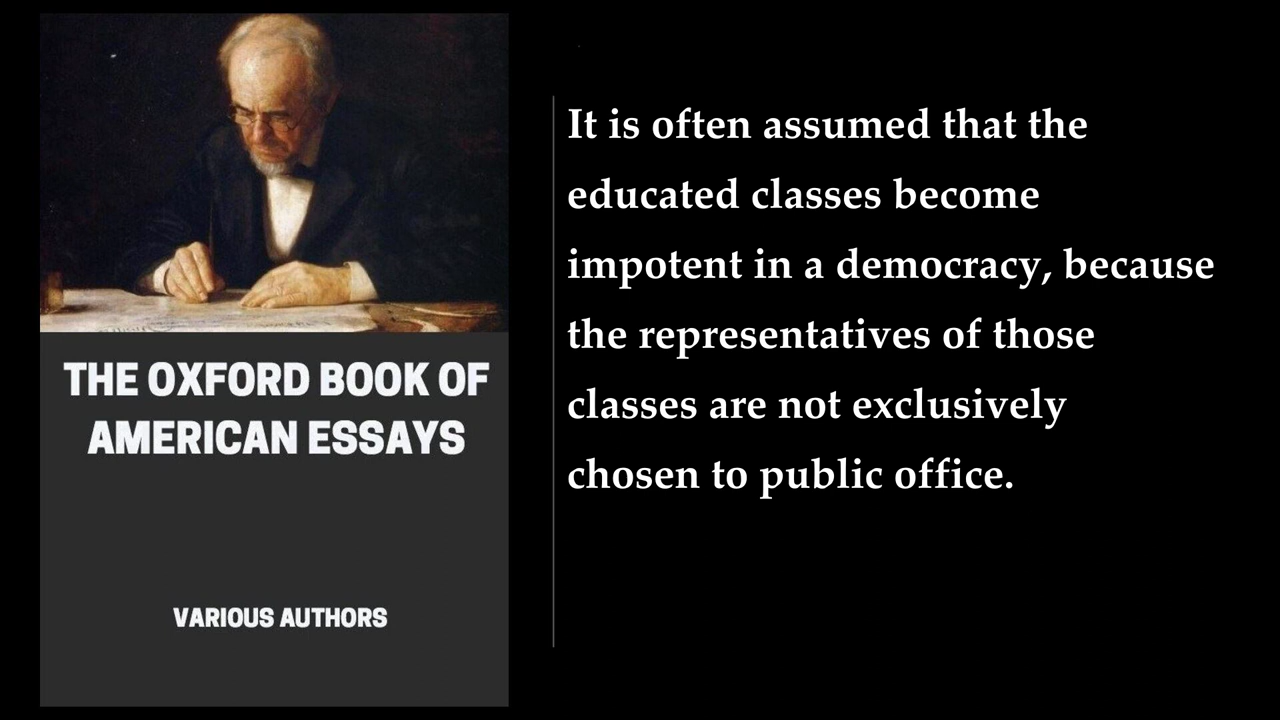 THE OXFORD BOOK OF
AMERICAN ESSAYS
VARIOUS AUTHORS
It is often assumed that the
educated classes become
impotent in a democracy, because
the representatives of those
classes are not exclusively
chosen to public office.